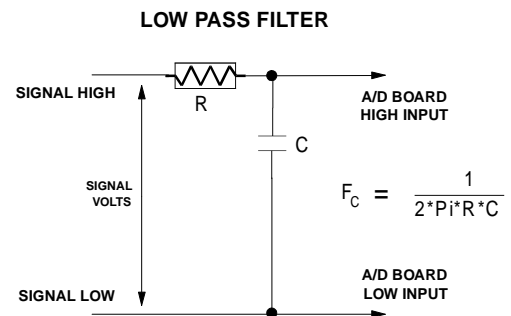 LOW PASS FILTER
SIGNAL HIGH
R
A/D BOARD
HIGH INPUT
C
SIGNAL
VOLTS
F_C = 1
2*Pi*R*C
SIGNAL LOW
A/D BOARD
LOW INPUT